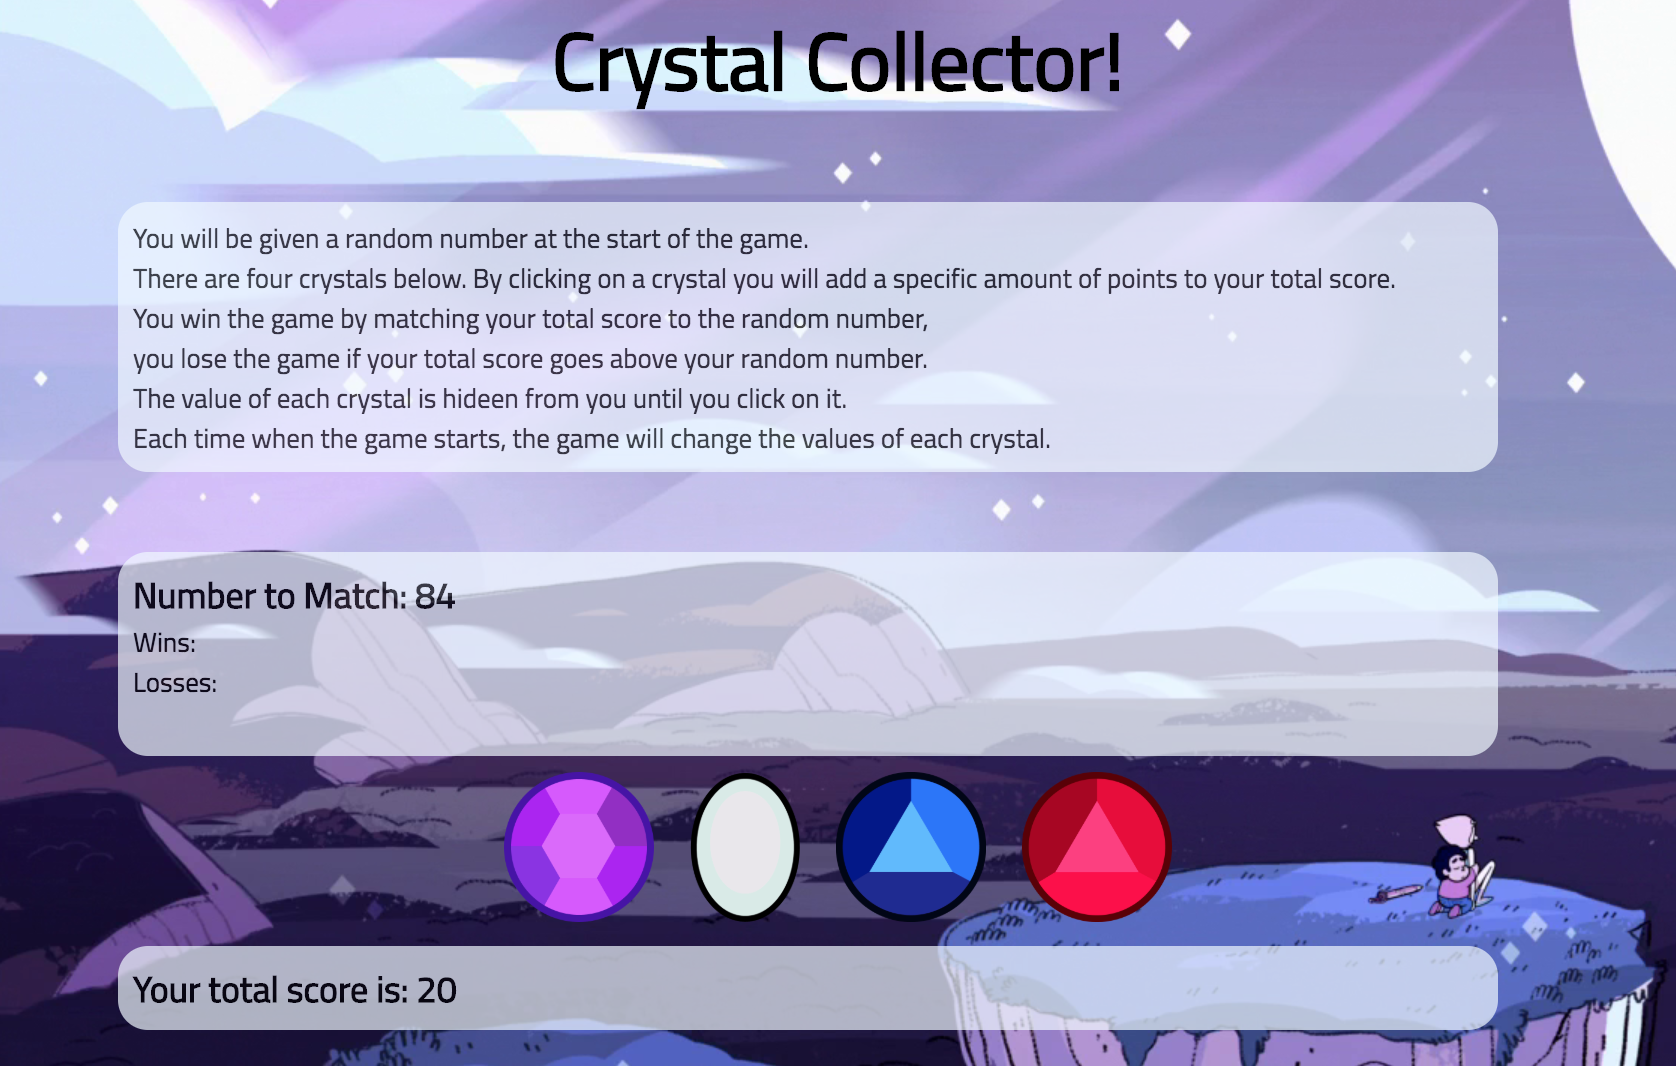 Crystal Collector!
You will be given a random number at the start of the game.
There are four crystals below. By clicking on a crystal you will add a specific amount of points to your total score.
You win the game by matching your total score to the random number,
you lose the game if your total score goes above your random number.
The value of each crystal is hideen from you until you click on it.
Each time when the game starts, the game will change the values of each crystal.
Number to Match: 84
Wins:
Losses:
Your total score is: 20